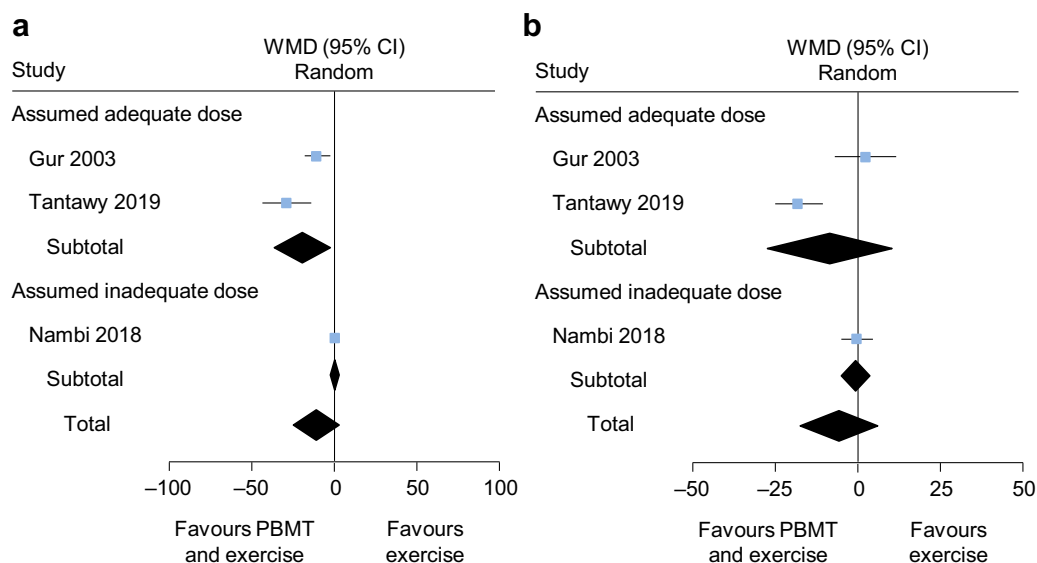 a
WMD (95% CI)
Study
Random
Assumed adequate dose
Gur 2003
Tantawy 2019
Subtotal
Assumed inadequate dose
Nambi 2018
Subtotal
Total
–100 –50 0 50 100
Favours PBMT
and exercise
Favours
exercise
b
WMD (95% CI)
Study
Random
Assumed adequate dose
Gur 2003
Tantawy 2019
Subtotal
Assumed inadequate dose
Nambi 2018
Subtotal
Total
–50 –25 0 25 50
Favours PBMT
and exercise
Favours
exercise